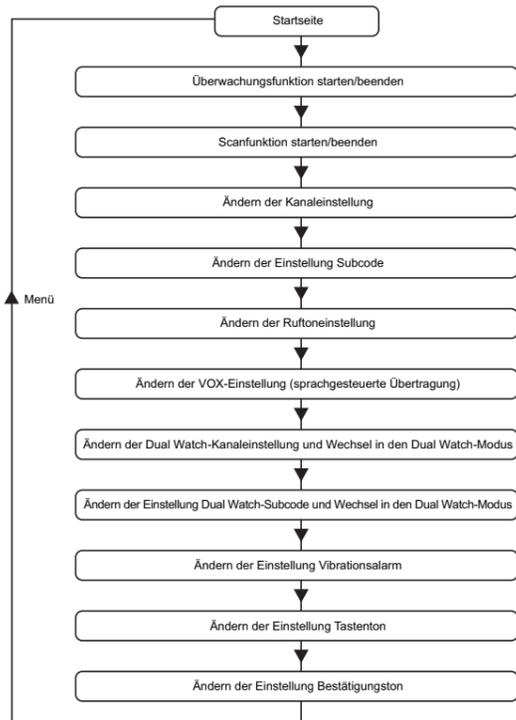 Startseite
Überwachungsfunktion starten/beenden
Scanfunktion starten/beenden
Ändern der Kanaleinstellung
Ändern der Einstellung Subcode
Menü
Ändern der Ruftoneinstellung
Ändern der VOX-Einstellung (sprachgesteuerte Übertragung)
Ändern der Dual Watch-Kanaleinstellung und Wechsel in den Dual Watch-Modus
Ändern der Einstellung Dual Watch-Subcode und Wechsel in den Dual Watch-Modus
Ändern der Einstellung Vibrationsalarm
Ändern der Einstellung Tastenton
Ändern der Einstellung Bestätigungston